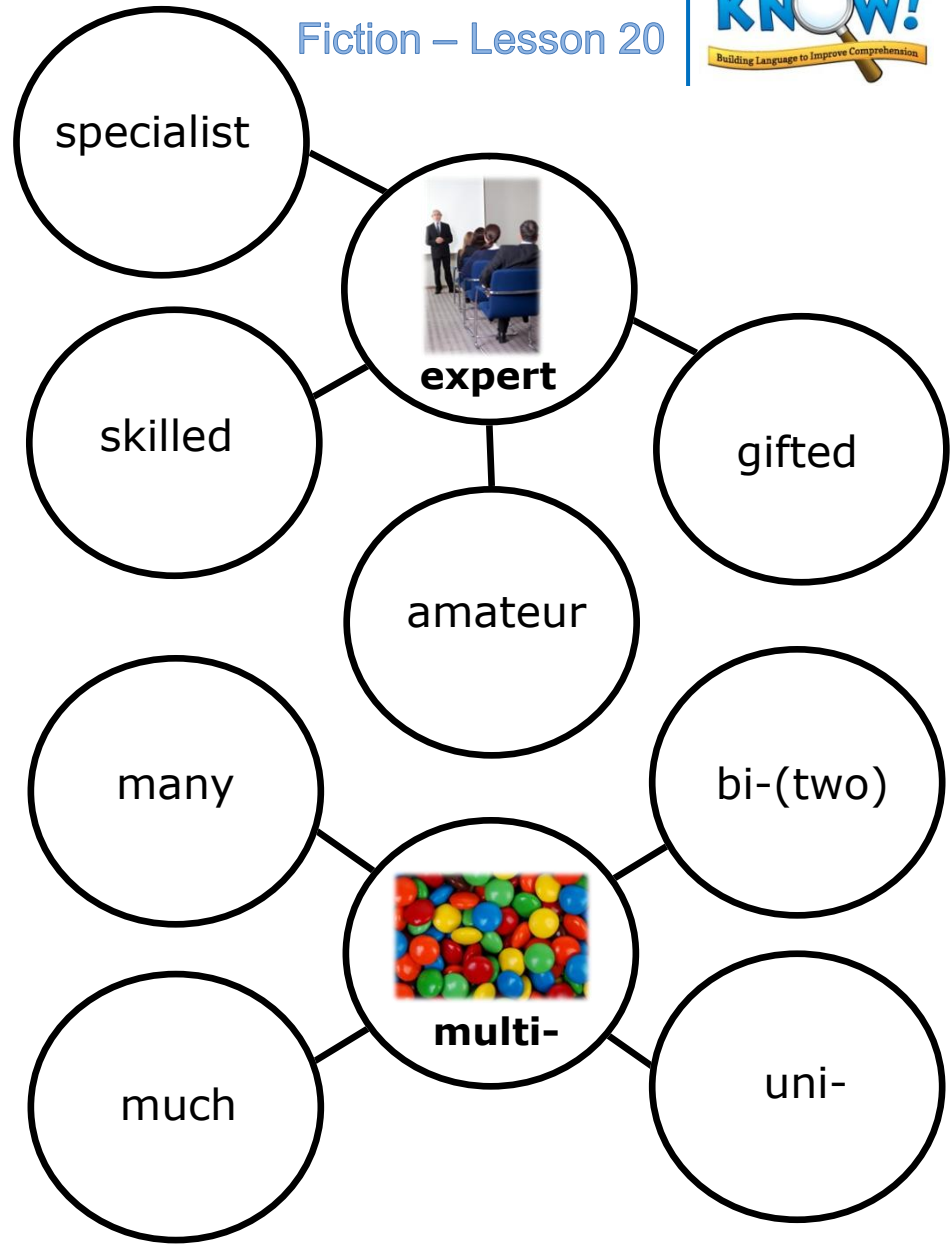 Fiction – Lesson 20
KNOW!
Building Language to Improve Comprehension
specialist
expert
skilled
gifted
amateur
many
bi-(two)
multi-
much
uni-